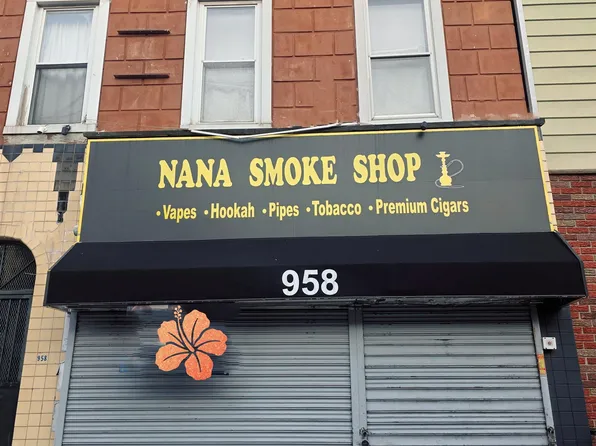 NANA SMOKE SHOP
• Vapes • Hookah • Pipes • Tobacco • Premium Cigars
958
958